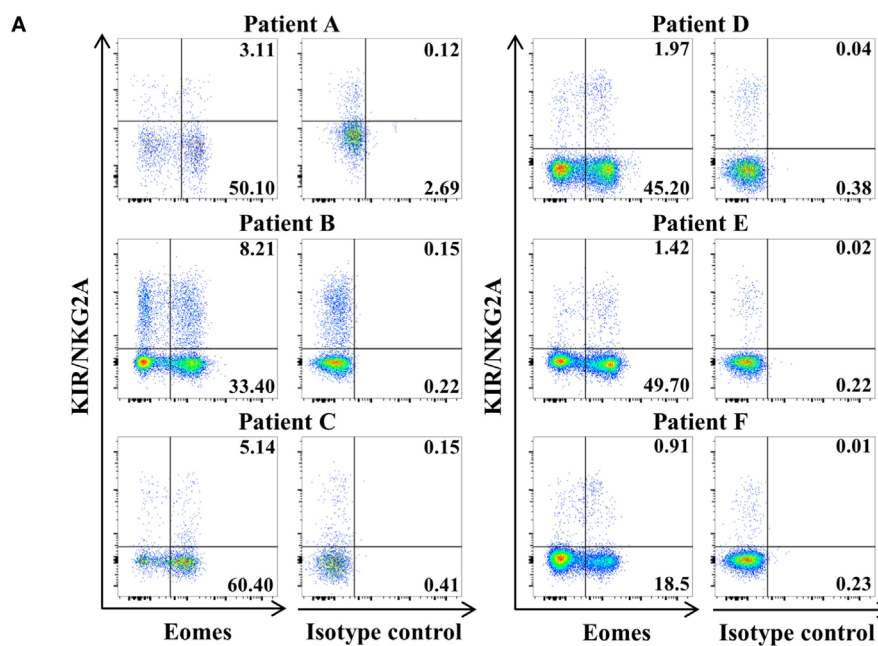 A
Patient A
3.11
0.12
50.10
2.69
Patient B
8.21
0.15
33.40
0.22
Patient C
5.14
0.15
60.40
0.41
KIR/NKG2A
Eomes
Isotype control
Patient D
1.97
0.04
45.20
0.38
Patient E
1.42
0.02
49.70
0.22
Patient F
0.91
0.01
18.5
0.23
KIR/NKG2A
Eomes
Isotype control